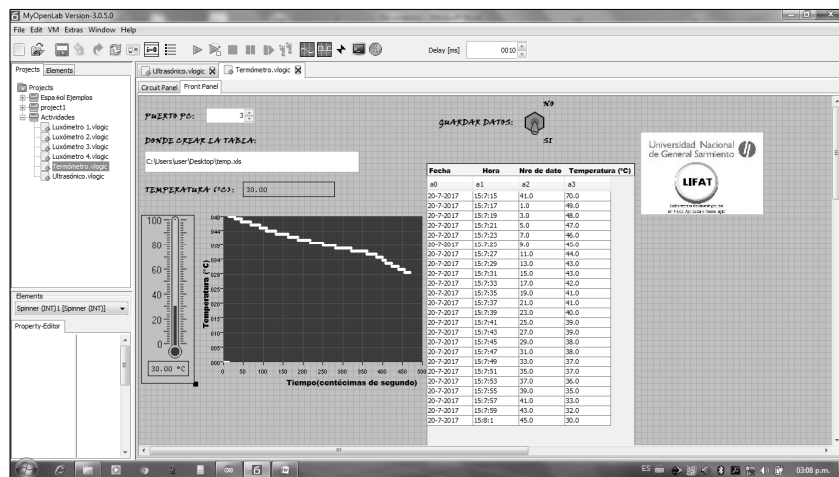 MyOpenLab Version-3.0.5.0
File Edit VM Extras Window Help
Delay [ms] 0010
Projects Elements
Projects
Español Ejemplos
project1
Actividades
Luxómetro 1.vlogic
Luxómetro 2.vlogic
Luxómetro 3.vlogic
Luxómetro 4.vlogic
Termómetro.vlogic
Ultrasónico.vlogic
Elements
Spinner (INT)1 [Spinner (INT)]
Property-Editor
Ultrasónico.vlogic Termómetro.vlogic
Circuit Panel Front Panel
PUERTO PC: 3
DONDE CREAR LA TABLA:
C:\Users\user\Desktop\temp.xls
TEMPERATURA (°C): 30.00
GUARDAR DATOS:
NO
SI
Universidad Nacional
de General Sarmiento
LIFAT
Fecha Hora Nro de dato Temperatura (°C)
a0 a1 a2 a3
20-7-2017 15:7:15 41.0 70.0
20-7-2017 15:7:17 1.0 49.0
20-7-2017 15:7:19 3.0 48.0
20-7-2017 15:7:21 5.0 47.0
20-7-2017 15:7:23 7.0 46.0
20-7-2017 15:7:25 9.0 45.0
20-7-2017 15:7:27 11.0 44.0
20-7-2017 15:7:29 13.0 43.0
20-7-2017 15:7:31 15.0 43.0
20-7-2017 15:7:33 17.0 42.0
20-7-2017 15:7:35 19.0 41.0
20-7-2017 15:7:37 21.0 41.0
20-7-2017 15:7:39 23.0 40.0
20-7-2017 15:7:41 25.0 39.0
20-7-2017 15:7:43 27.0 39.0
20-7-2017 15:7:45 29.0 38.0
20-7-2017 15:7:47 31.0 38.0
20-7-2017 15:7:49 33.0 37.0
20-7-2017 15:7:51 35.0 37.0
20-7-2017 15:7:53 37.0 36.0
20-7-2017 15:7:55 39.0 35.0
20-7-2017 15:7:57 41.0 33.0
20-7-2017 15:7:59 43.0 32.0
20-7-2017 15:8:1 45.0 30.0
100
80
60
40
20
0
30.00 °C
Temperatura (°C)
035
030
025
020
015
010
005
000
0 50 100 150 200 250 300 350 400 450 500
Tiempo(centécimas de segundo)
ES 03:08 p.m.